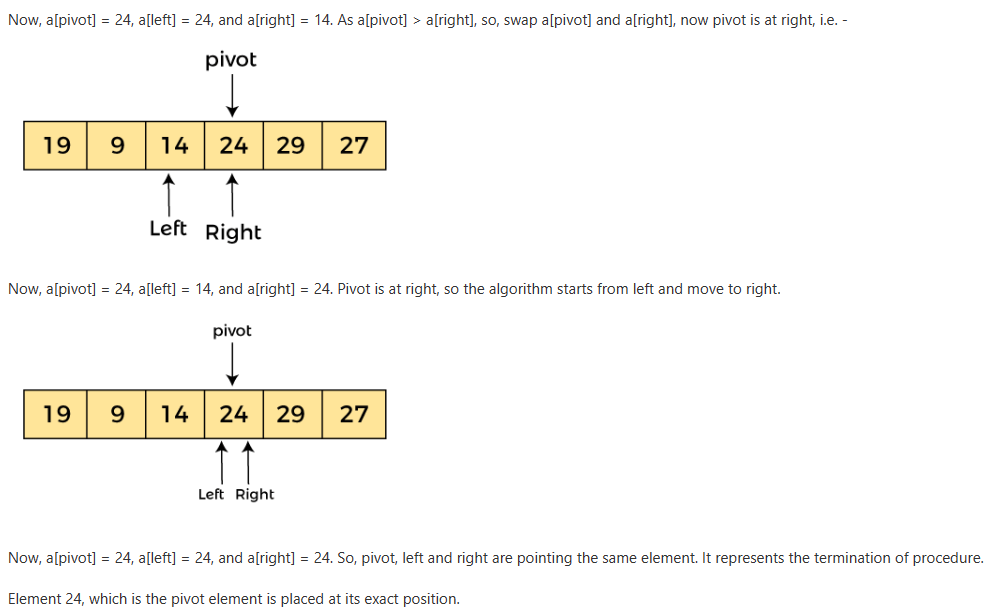 Now, a[pivot] = 24, a[left] = 24, and a[right] = 14. As a[pivot] > a[right], so, swap a[pivot] and a[right], now pivot is at right, i.e. -
pivot
19 9 14 24 29 27
Left Right
Now, a[pivot] = 24, a[left] = 14, and a[right] = 24. Pivot is at right, so the algorithm starts from left and move to right.
pivot
19 9 14 24 29 27
Left Right
Now, a[pivot] = 24, a[left] = 24, and a[right] = 24. So, pivot, left and right are pointing the same element. It represents the termination of procedure.
Element 24, which is the pivot element is placed at its exact position.